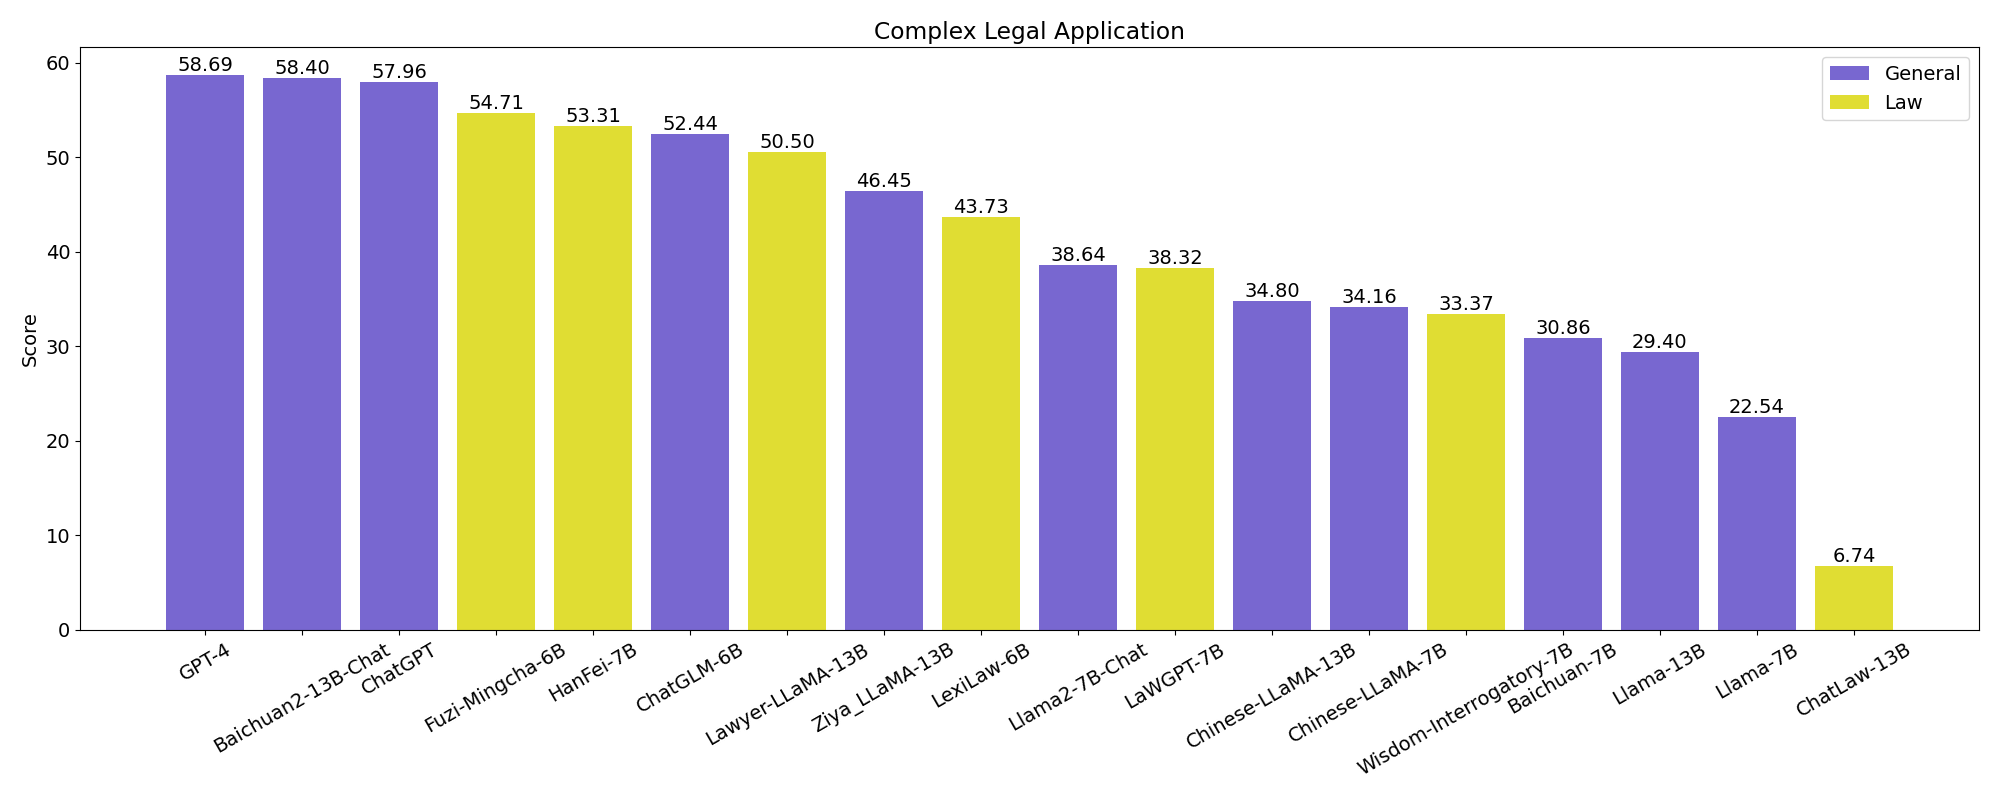 Complex Legal Application
General
Law
Score
60
50
40
30
20
10
0
58.69
58.40
57.96
54.71
53.31
52.44
50.50
46.45
43.73
38.64
38.32
34.80
34.16
33.37
30.86
29.40
22.54
6.74
GPT-4
Baichuan2-13B-Chat
ChatGPT
Fuzi-Mingcha-6B
HanFei-7B
ChatGLM-6B
Lawyer-LLaMA-13B
Ziya_LLaMA-13B
LexiLaw-6B
Llama2-7B-Chat
LaWGPT-7B
Chinese-LLaMA-13B
Chinese-LLaMA-7B
Wisdom-Interrogatory-7B
Baichuan-7B
Llama-13B
Llama-7B
ChatLaw-13B